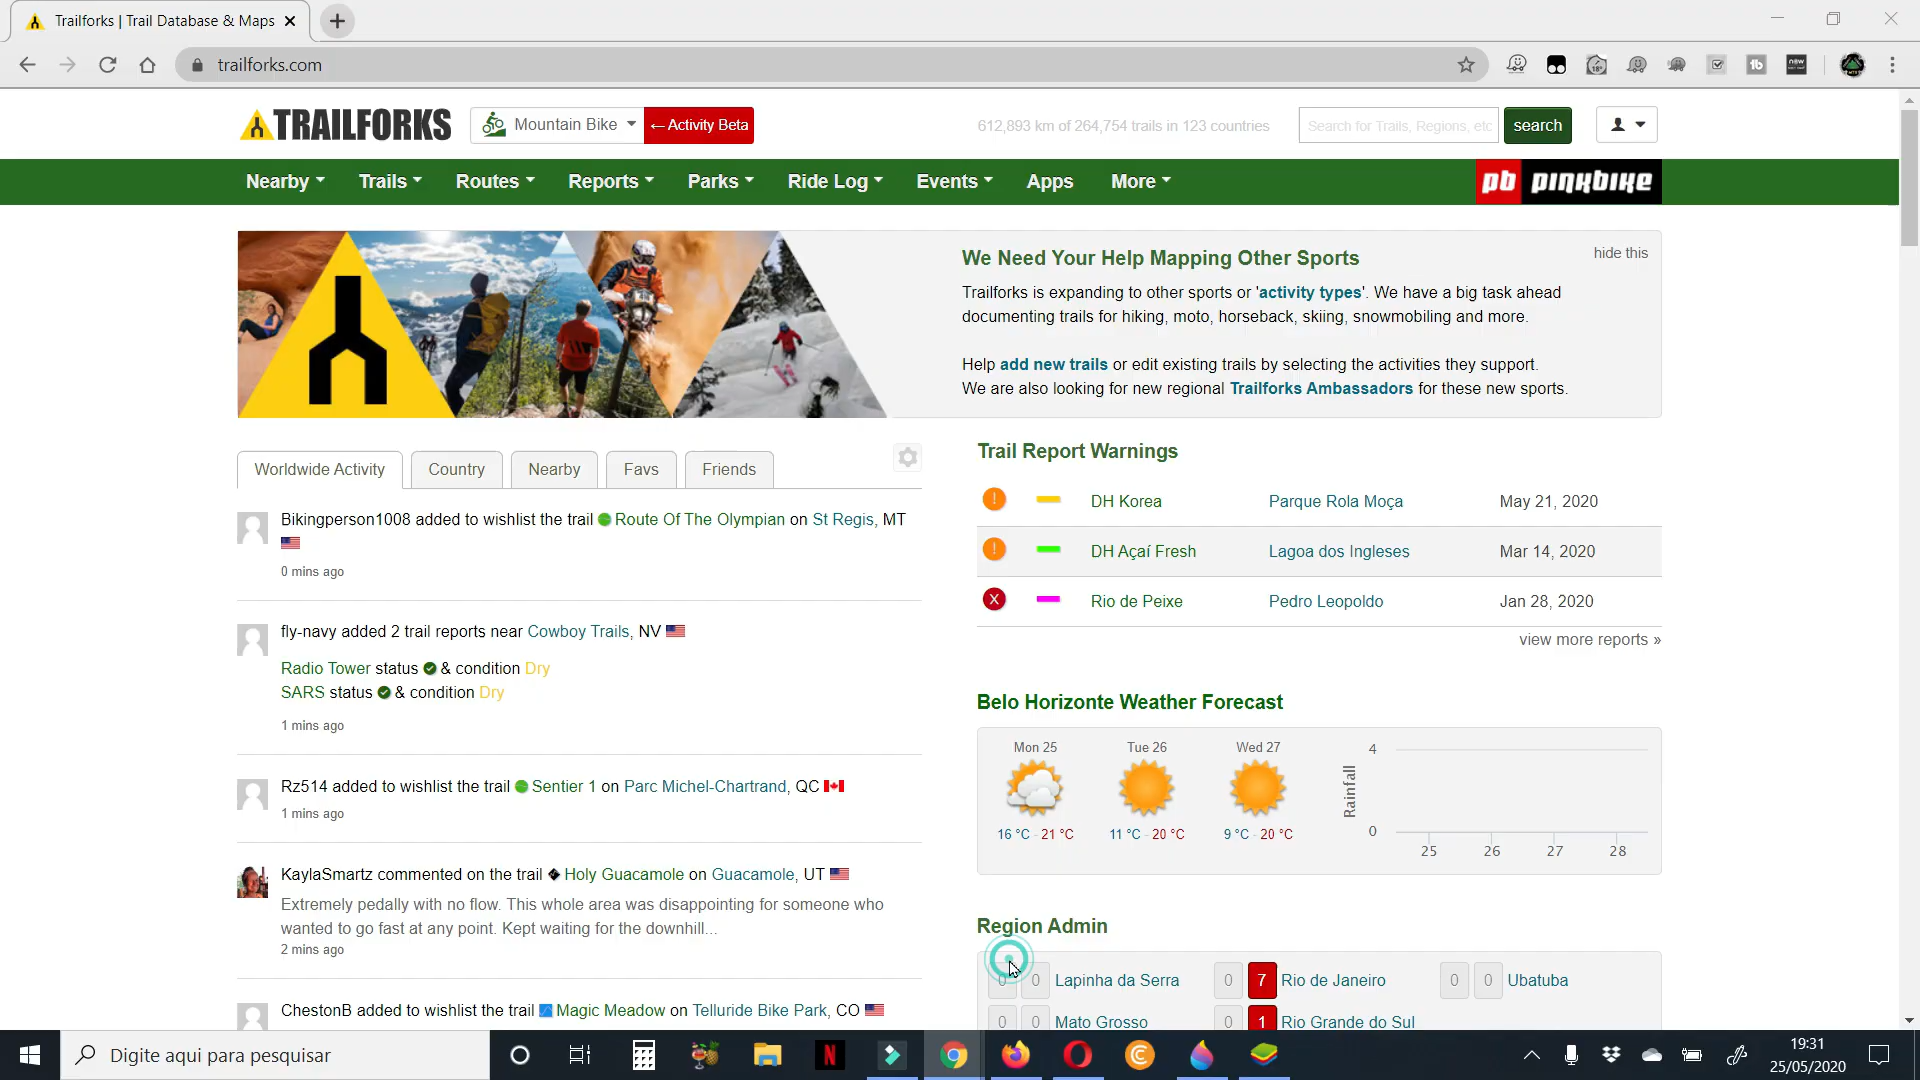 Trailforks | Trail Database & Maps
trailforks.com
TRAILFORKS
Mountain Bike
←Activity Beta
612,893 km of 264,754 trails in 123 countries
Search for Trails, Regions, etc
search
Nearby
Trails
Routes
Reports
Parks
Ride Log
Events
Apps
More
pb pinkbike
We Need Your Help Mapping Other Sports
hide this
Trailforks is expanding to other sports or 'activity types'. We have a big task ahead
documenting trails for hiking, moto, horseback, skiing, snowmobiling and more.
Help add new trails or edit existing trails by selecting the activities they support.
We are also looking for new regional Trailforks Ambassadors for these new sports.
Worldwide Activity
Country
Nearby
Favs
Friends
Bikingperson1008 added to wishlist the trail Route Of The Olympian on St Regis, MT
0 mins ago
fly-navy added 2 trail reports near Cowboy Trails, NV
Radio Tower status & condition Dry
SARS status & condition Dry
1 mins ago
Rz514 added to wishlist the trail Sentier 1 on Parc Michel-Chartrand, QC
1 mins ago
KaylaSmartz commented on the trail Holy Guacamole on Guacamole, UT
Extremely pedally with no flow. This whole area was disappointing for someone who
wanted to go fast at any point. Kept waiting for the downhill...
2 mins ago
ChestonB added to wishlist the trail Magic Meadow on Telluride Bike Park, CO
Trail Report Warnings
! DH Korea Parque Rola Moça May 21, 2020
! DH Açaí Fresh Lagoa dos Ingleses Mar 14, 2020
X Rio de Peixe Pedro Leopoldo Jan 28, 2020
view more reports »
Belo Horizonte Weather Forecast
Mon 25 Tue 26 Wed 27
16 °C - 21 °C 11 °C - 20 °C 9 °C - 20 °C
Rainfall
4
0
25 26 27 28
Region Admin
0 0 Lapinha da Serra 0 7 Rio de Janeiro 0 0 Ubatuba
0 0 Mato Grosso 0 1 Rio Grande do Sul
Digite aqui para pesquisar
19:31
25/05/2020